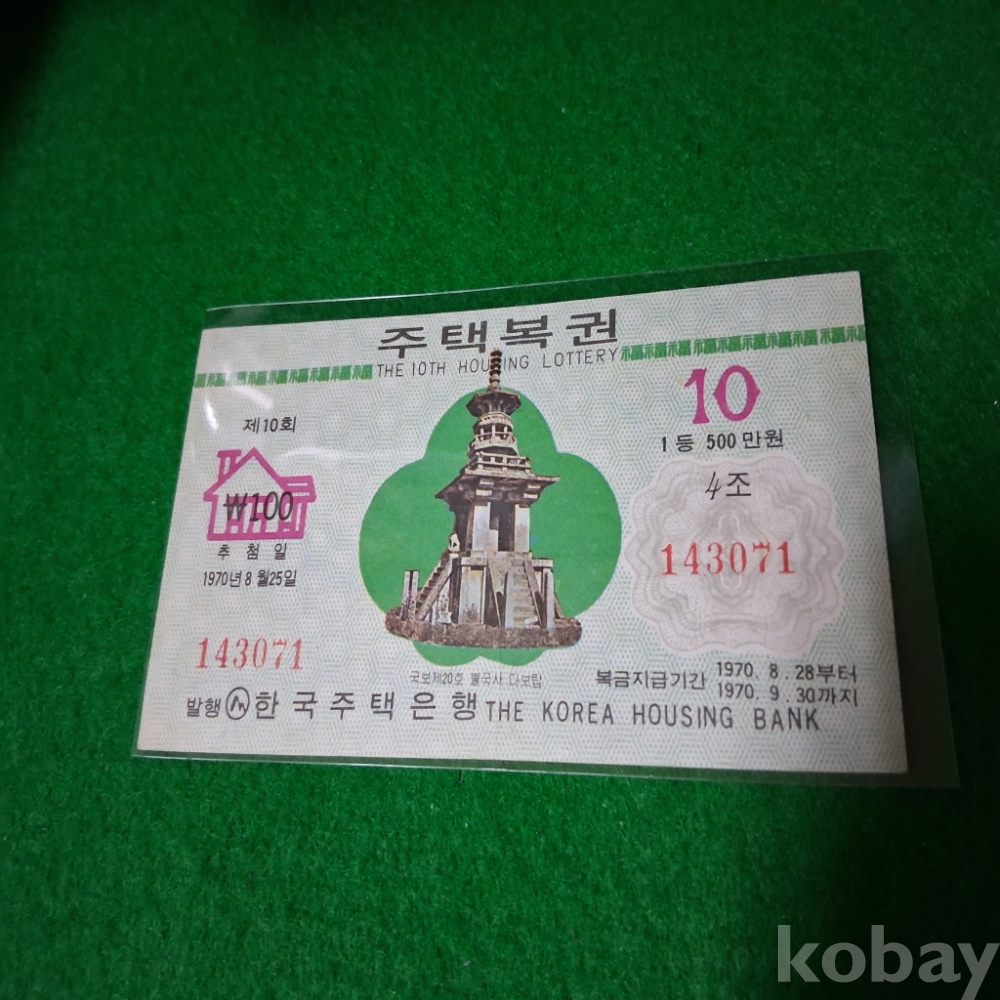 주택복권
THE 10TH HOUSING LOTTERY
제10회
₩100
추첨일
1970년 8월25일
143071
10
1등 500만원
4조
143071
국보제20호 불국사 다보탑
복금지급기간 1970. 8. 28부터
1970. 9. 30까지
발행 한국주택은행 THE KOREA HOUSING BANK
kobay